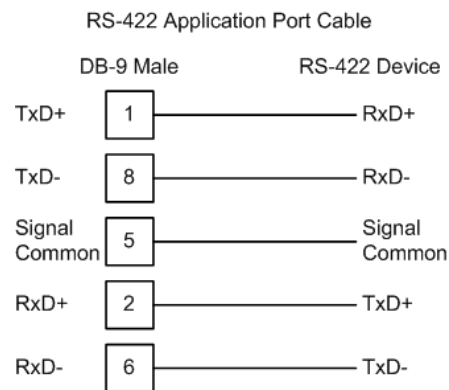 RS-422 Application Port Cable
DB-9 Male RS-422 Device
TxD+ 1 RxD+
TxD- 8 RxD-
Signal Common 5 Signal Common
RxD+ 2 TxD+
RxD- 6 TxD-